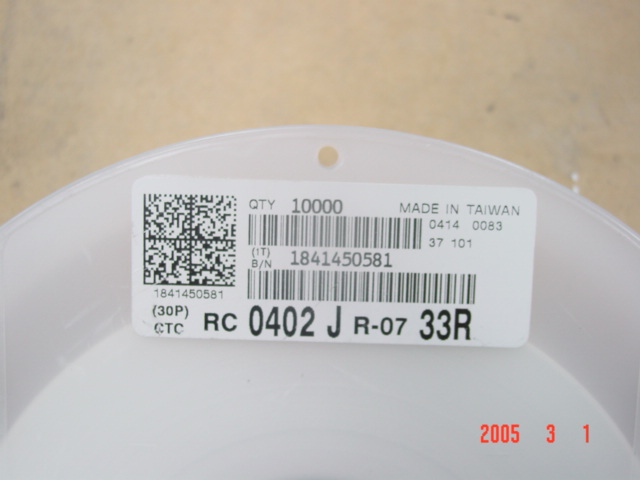 QTY 10000 MADE IN TAIWAN
0414 0083
37 101
(1T)
B/N 1841450581
1841450581
(30P)
CTC RC 0402 J R-07 33R
2005 3 1